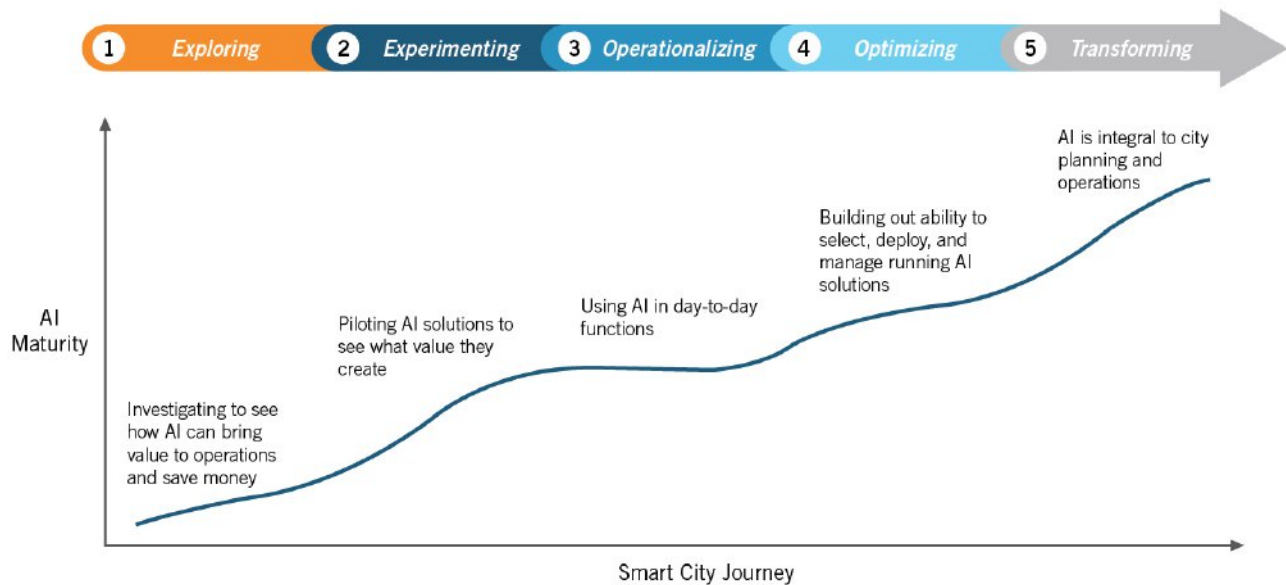 1 Exploring 2 Experimenting 3 Operationalizing 4 Optimizing 5 Transforming
AI is integral to city
planning and
operations
Building out ability to
select, deploy, and
manage running AI
solutions
Using AI in day-to-day
functions
Piloting AI solutions to
see what value they
create
Investigating to see
how AI can bring
value to operations
and save money
AI
Maturity
Smart City Journey